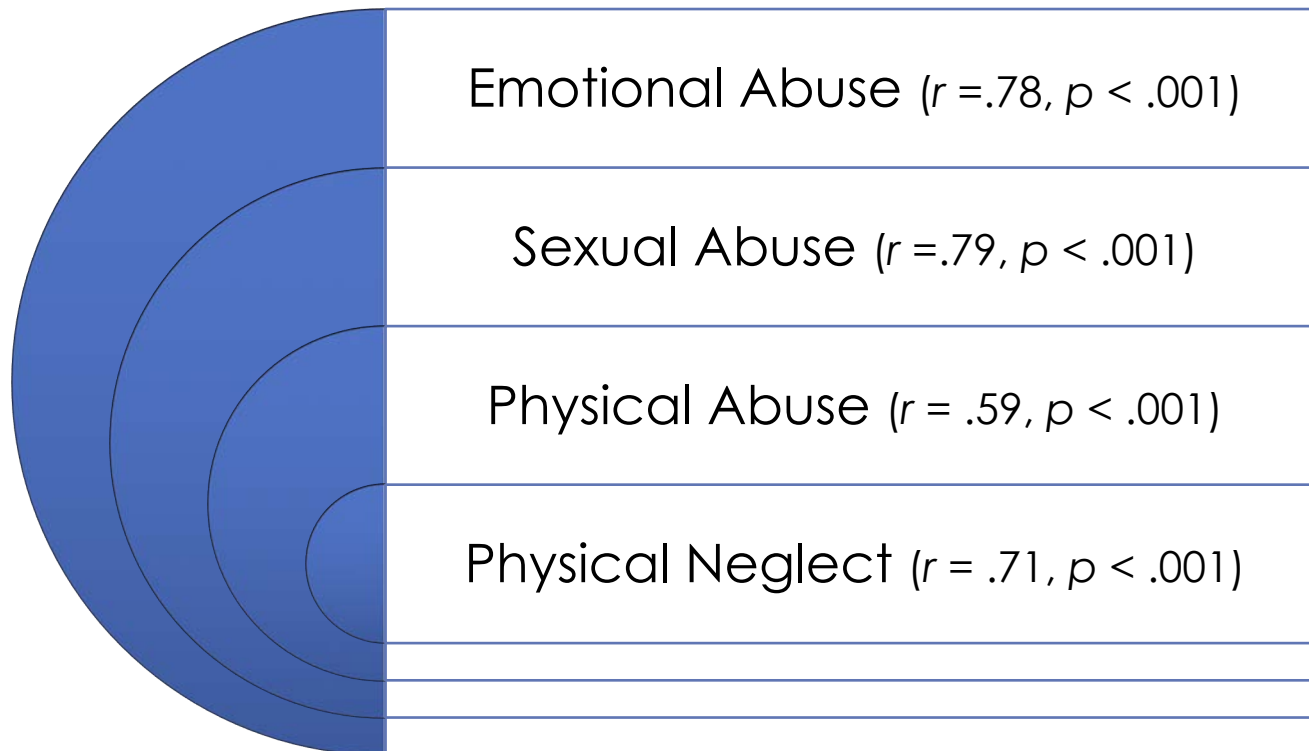 Emotional Abuse (r =.78, p < .001)
Sexual Abuse (r =.79, p < .001)
Physical Abuse (r = .59, p < .001)
Physical Neglect (r = .71, p < .001)